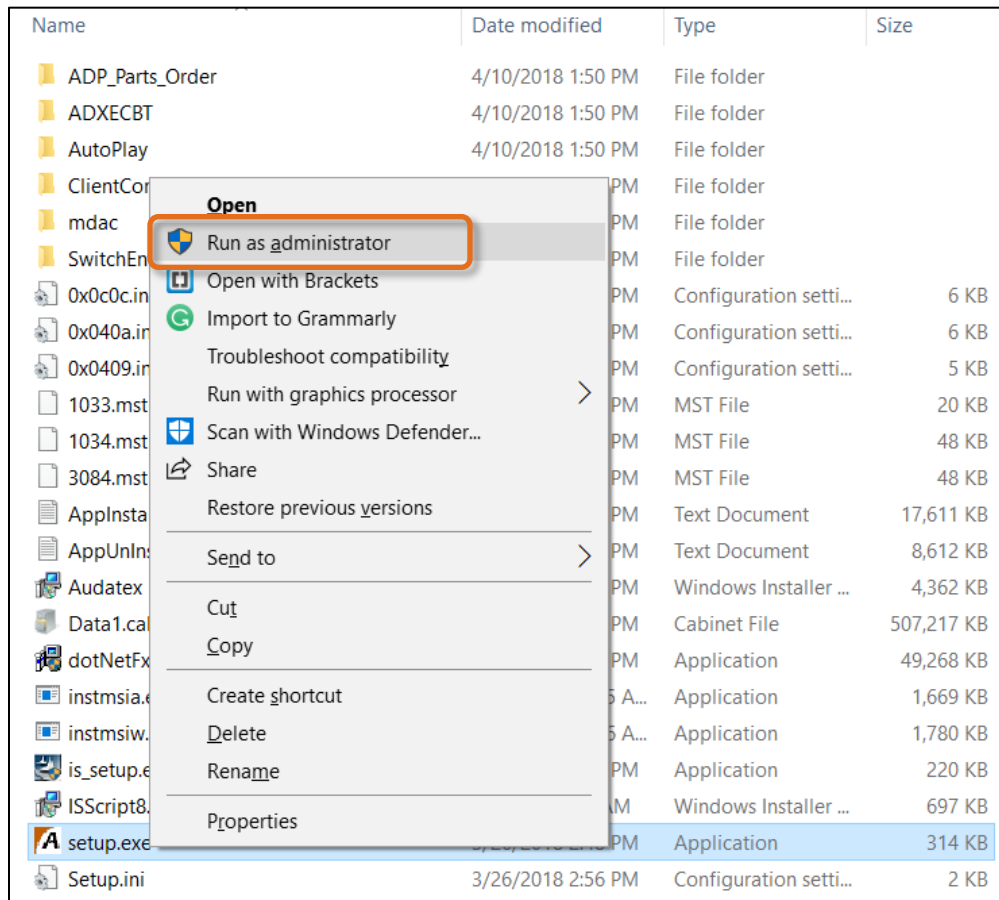 Name Date modified Type Size
ADP_Parts_Order 4/10/2018 1:50 PM File folder
ADXECBT 4/10/2018 1:50 PM File folder
AutoPlay 4/10/2018 1:50 PM File folder
ClientCor PM File folder
Open
mdac PM File folder
Run as administrator
SwitchEn PM File folder
Open with Brackets
0x0c0c.in PM Configuration setti... 6 KB
Import to Grammarly
0x040a.in PM Configuration setti... 6 KB
Troubleshoot compatibility
0x0409.in PM Configuration setti... 5 KB
Run with graphics processor
1033.mst PM MST File 20 KB
Scan with Windows Defender...
1034.mst PM MST File 48 KB
Share
3084.mst PM MST File 48 KB
Restore previous versions
AppInsta PM Text Document 17,611 KB
AppUnIns PM Text Document 8,612 KB
Send to
Audatex PM Windows Installer ... 4,362 KB
Cut
Data1.cal PM Cabinet File 507,217 KB
Copy
dotNetFx PM Application 49,268 KB
instmsia.e 5 A... Application 1,669 KB
Create shortcut
instmsiw. 6 A... Application 1,780 KB
Delete
is_setup.e PM Application 220 KB
Rename
ISScript8. AM Windows Installer ... 697 KB
Properties
setup.exe PM Application 314 KB
Setup.ini 3/26/2018 2:56 PM Configuration setti... 2 KB